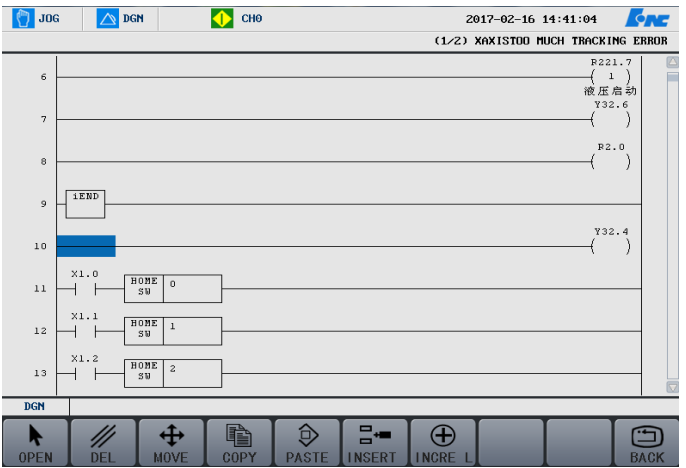 JOG DGN CH0 2017-02-16 14:41:04 HNC
(1/2) XAXISTOO MUCH TRACKING ERROR
R221.7
6 ( 1 )
液压启动
Y32.6
7 ( )
R2.0
8 ( )
iEND
9
Y32.4
10 ( )
X1.0
11 HOME SW 0
X1.1
12 HOME SW 1
X1.2
13 HOME SW 2
DGN
OPEN DEL MOVE COPY PASTE INSERT INCRE L BACK